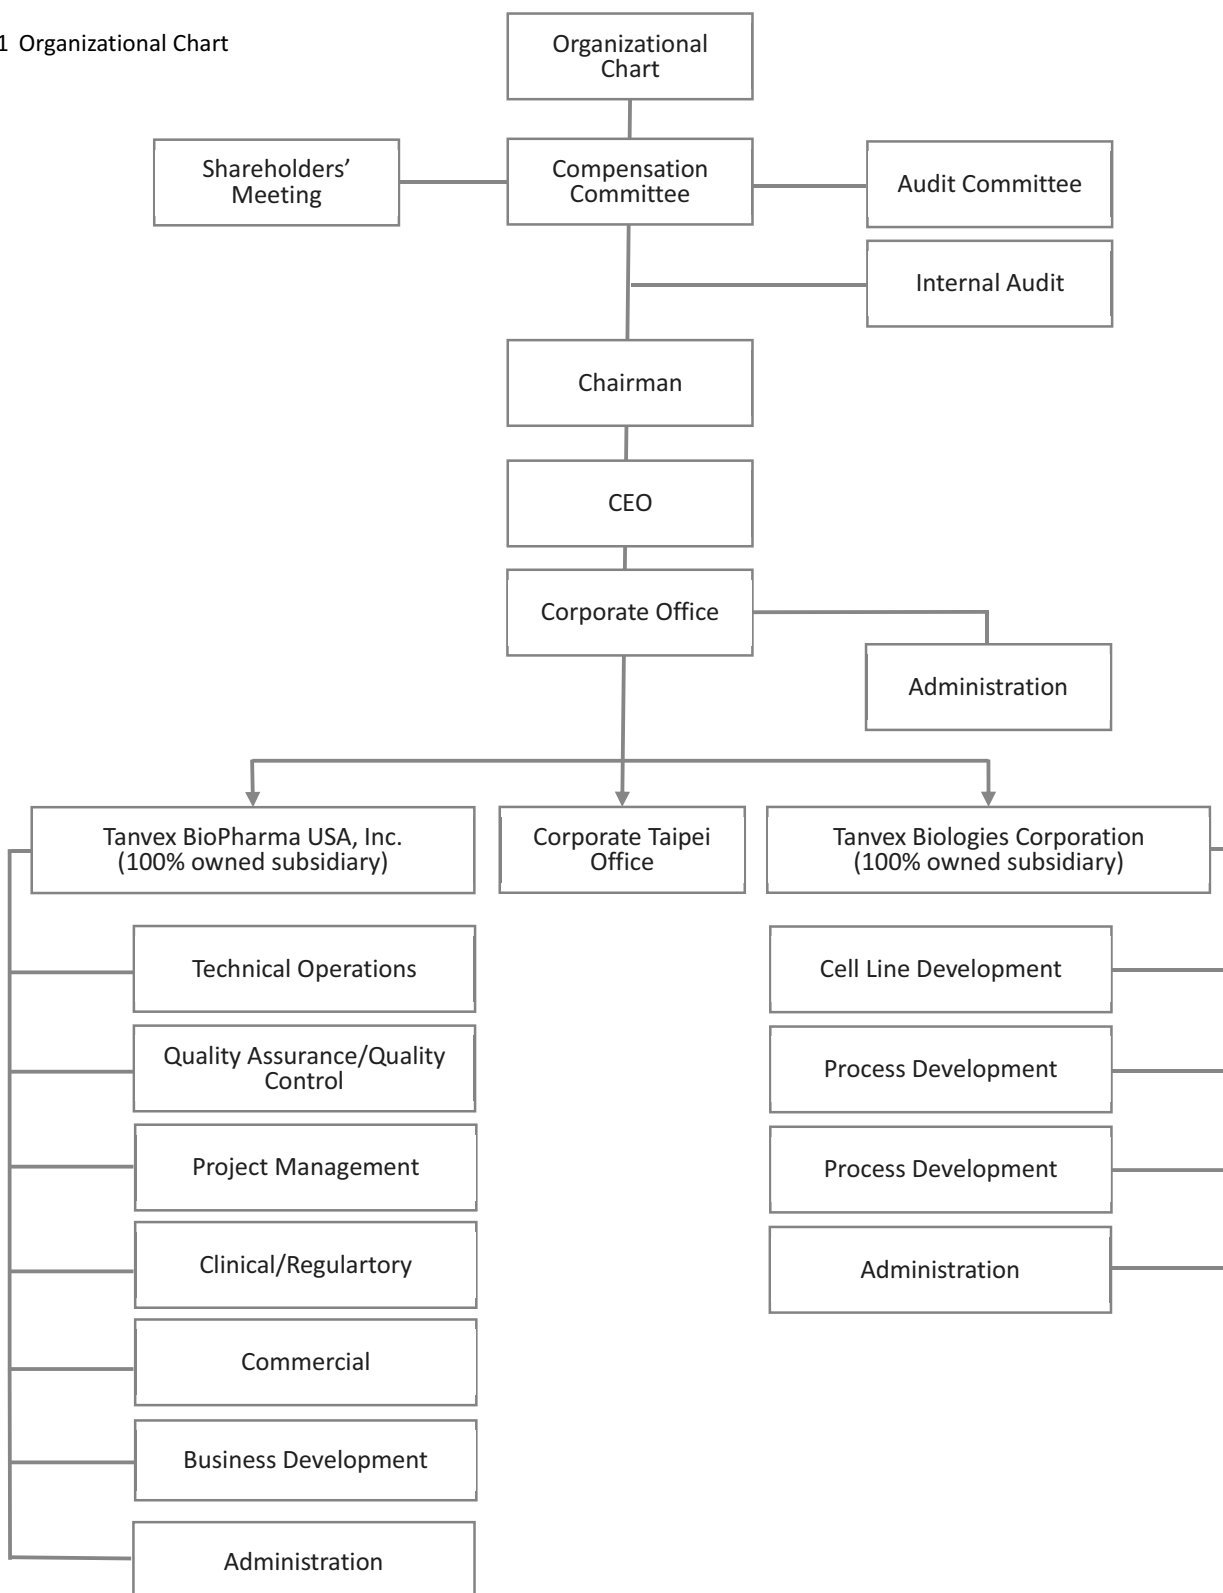 1 Organizational Chart
Organizational
Chart
Shareholders’
Meeting
Compensation
Committee
Audit Committee
Internal Audit
Chairman
CEO
Corporate Office
Administration
Tanvex BioPharma USA, Inc.
(100% owned subsidiary)
Corporate Taipei
Office
Tanvex Biologies Corporation
(100% owned subsidiary)
Technical Operations
Quality Assurance/Quality
Control
Project Management
Clinical/Regulartory
Commercial
Business Development
Administration
Cell Line Development
Process Development
Process Development
Administration